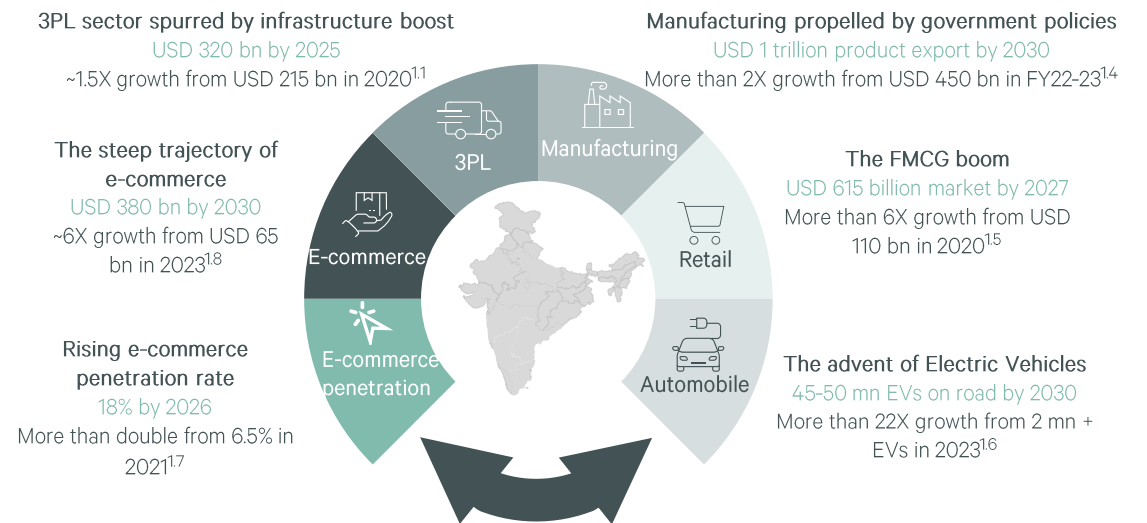 3PL sector spurred by infrastructure boost
USD 320 bn by 2025
~1.5X growth from USD 215 bn in 20201.1
Manufacturing propelled by government policies
USD 1 trillion product export by 2030
More than 2X growth from USD 450 bn in FY22-231.4
The steep trajectory of
e-commerce
USD 380 bn by 2030
~6X growth from USD 65
bn in 20231.8
3PL
Manufacturing
E-commerce
Retail
The FMCG boom
USD 615 billion market by 2027
More than 6X growth from USD
110 bn in 20201.5
Rising e-commerce
penetration rate
18% by 2026
More than double from 6.5% in
20211.7
E-commerce
penetration
Automobile
The advent of Electric Vehicles
45-50 mn EVs on road by 2030
More than 22X growth from 2 mn +
EVs in 20231.6